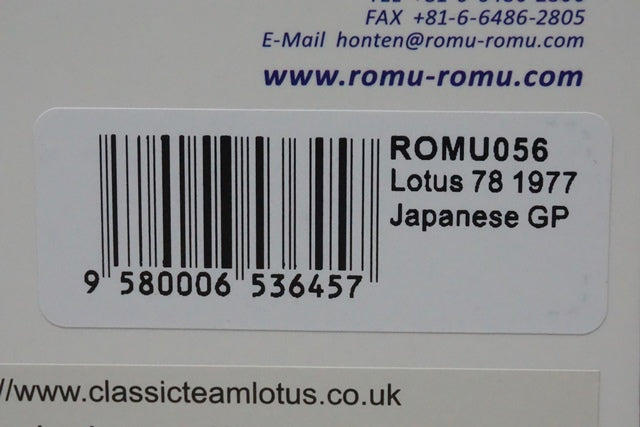 FAX +81-6-6486-2805
E-Mail honten@romu-romu.com
www.romu-romu.com
ROMU056
Lotus 78 1977
Japanese GP
9 580006 536457
//www.classicteamlotus.co.uk